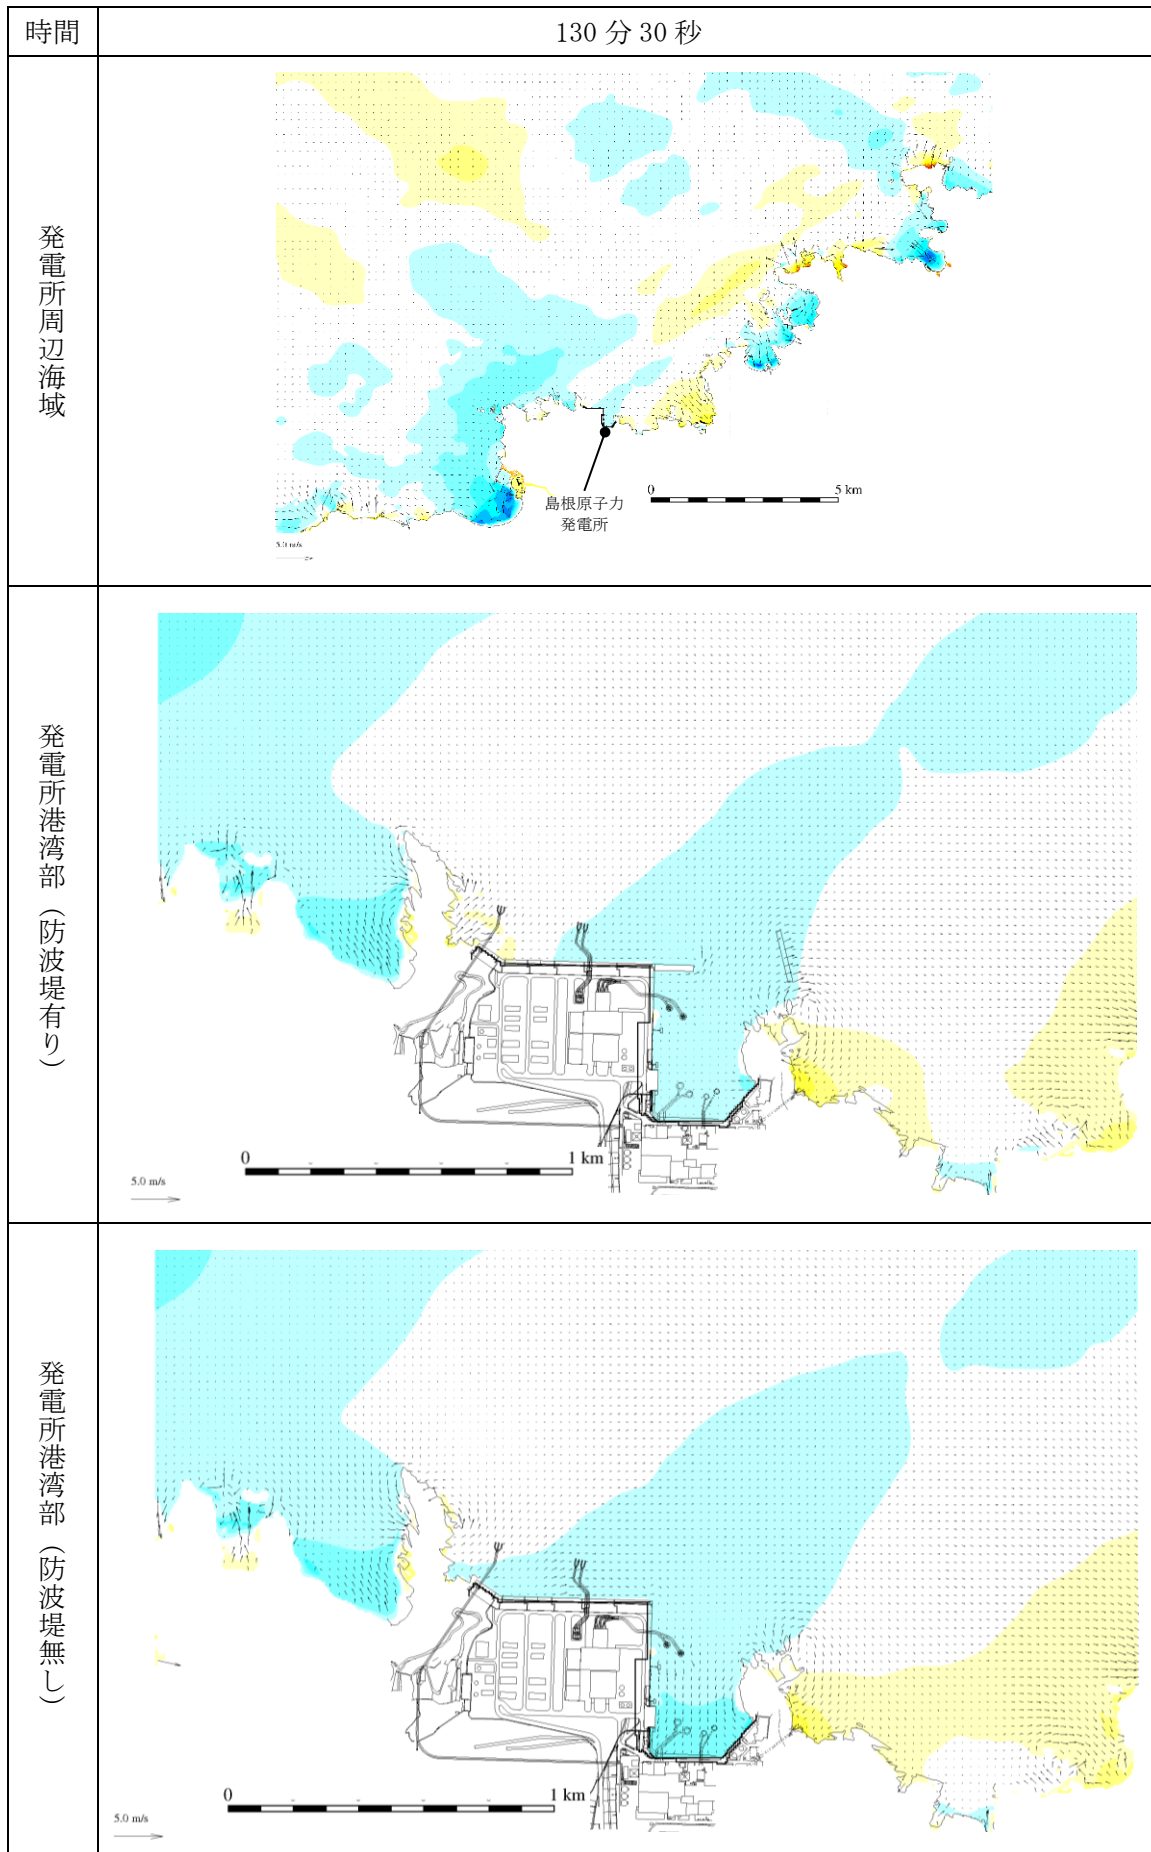 時間
130 分 30 秒
発電所周辺海域
島根原子力
発電所
0
5 km
5.0 m/s
発電所港湾部（防波堤有り）
0
1 km
5.0 m/s
発電所港湾部（防波堤無し）
0
1 km
5.0 m/s